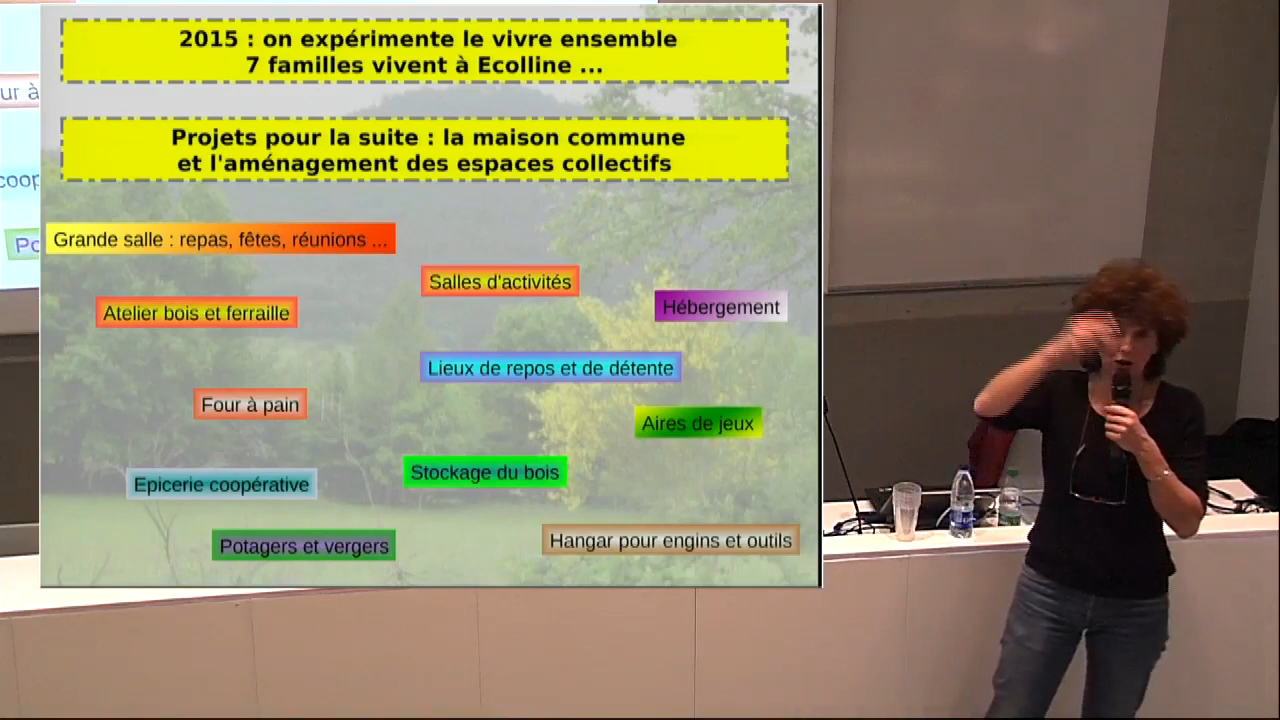 2015 : on expérimente le vivre ensemble
7 familles vivent à Ecolline ...
Projets pour la suite : la maison commune
et l'aménagement des espaces collectifs
Grande salle : repas, fêtes, réunions ...
Salles d'activités
Hébergement
Atelier bois et ferraille
Lieux de repos et de détente
Four à pain
Aires de jeux
Stockage du bois
Epicerie coopérative
Potagers et vergers
Hangar pour engins et outils
ur à
coop
Po